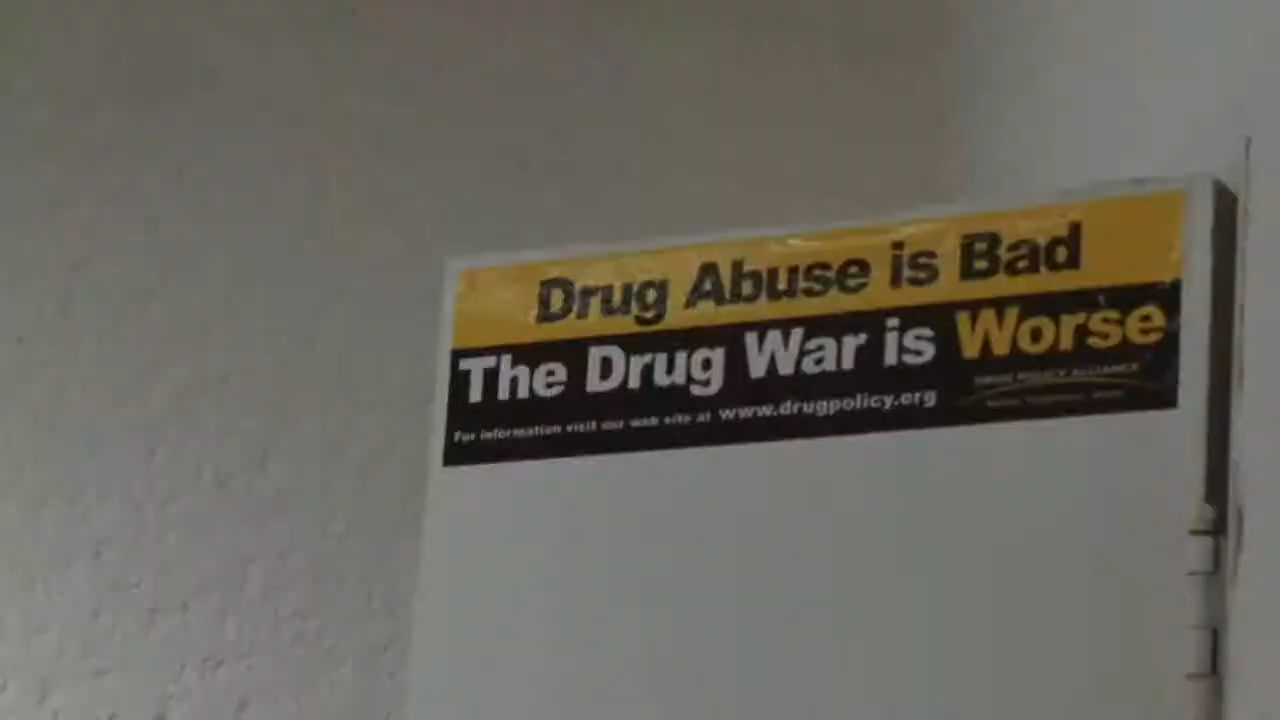 Drug Abuse is Bad
The Drug War is Worse
For information visit our web site at www.drugpolicy.org
DRUG POLICY ALLIANCE